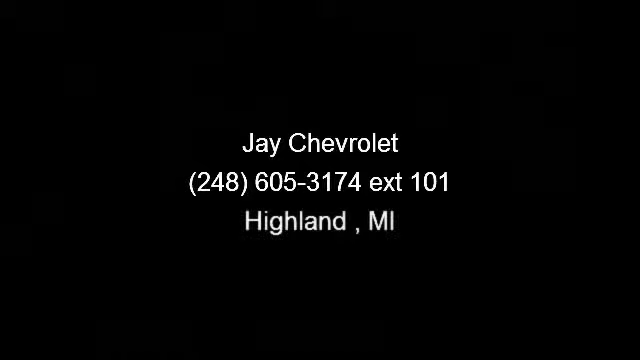 Jay Chevrolet
(248) 605-3174 ext 101
Highland , MI